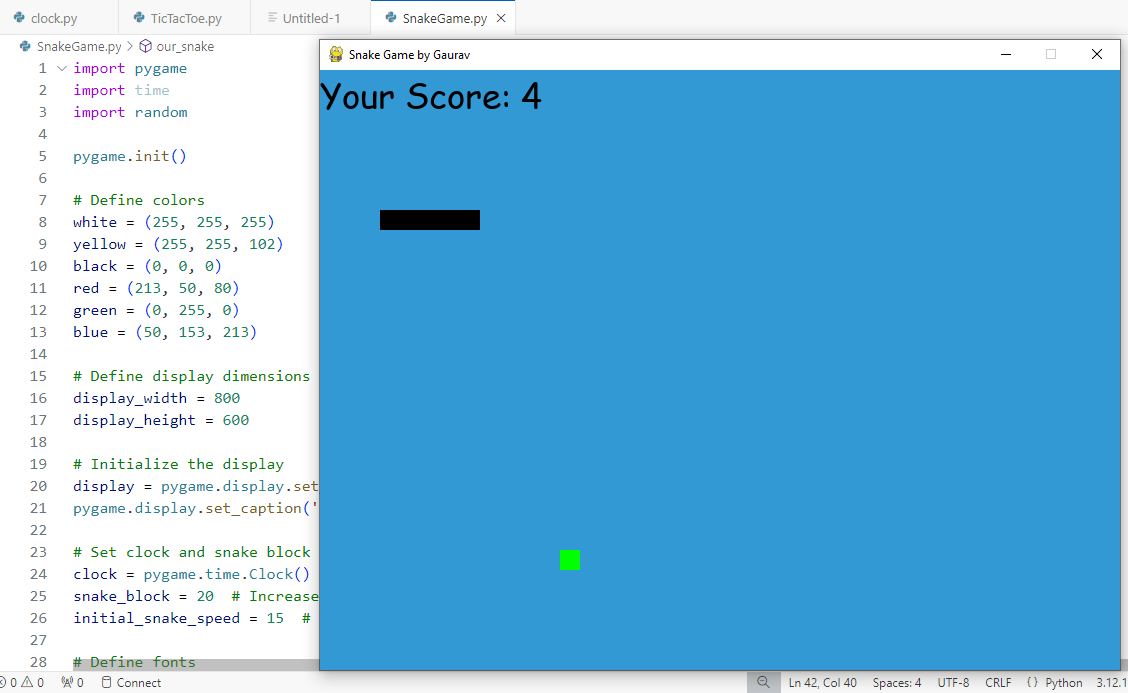 clock.py TicTacToe.py Untitled-1 SnakeGame.py
SnakeGame.py > our_snake
Snake Game by Gaurav
Your Score: 4
1 import pygame
2 import time
3 import random
4
5 pygame.init()
6
7 # Define colors
8 white = (255, 255, 255)
9 yellow = (255, 255, 102)
10 black = (0, 0, 0)
11 red = (213, 50, 80)
12 green = (0, 255, 0)
13 blue = (50, 153, 213)
14
15 # Define display dimensions
16 display_width = 800
17 display_height = 600
18
19 # Initialize the display
20 display = pygame.display.set
21 pygame.display.set_caption('
22
23 # Set clock and snake block
24 clock = pygame.time.Clock()
25 snake_block = 20  # Increase
26 initial_snake_speed = 15  #
27
28 # Define fonts
0 0 0 Connect Ln 42, Col 40 Spaces: 4 UTF-8 CRLF {} Python 3.12.1